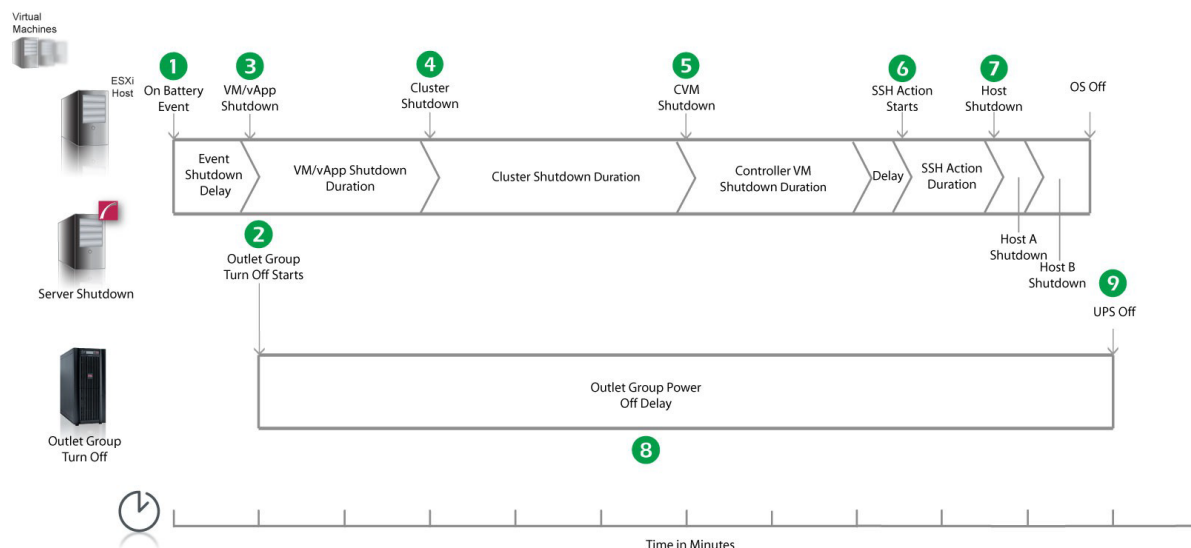 Virtual
Machines
ESXi
Host
1
On Battery
Event
3
VM/vApp
Shutdown
4
Cluster
Shutdown
5
CVM
Shutdown
6
SSH Action
Starts
7
Host
Shutdown
OS Off
Event
Shutdown
Delay
VM/vApp Shutdown
Duration
Cluster Shutdown Duration
Controller VM
Shutdown Duration
Delay
SSH Action
Duration
Host A
Shutdown
Host B
Shutdown
Server Shutdown
2
Outlet Group
Turn Off Starts
9
UPS Off
Outlet Group Power
Off Delay
8
Outlet Group
Turn Off
Time in Minutes